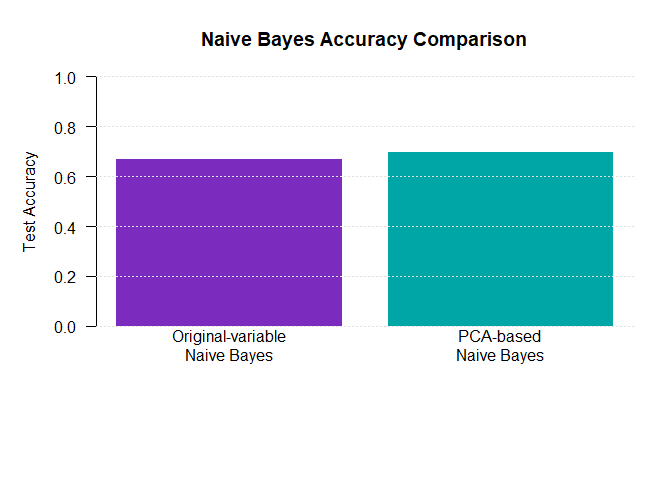 Naive Bayes Accuracy Comparison
Test Accuracy
1.0
0.8
0.6
0.4
0.2
0.0
Original-variable
Naive Bayes
PCA-based
Naive Bayes